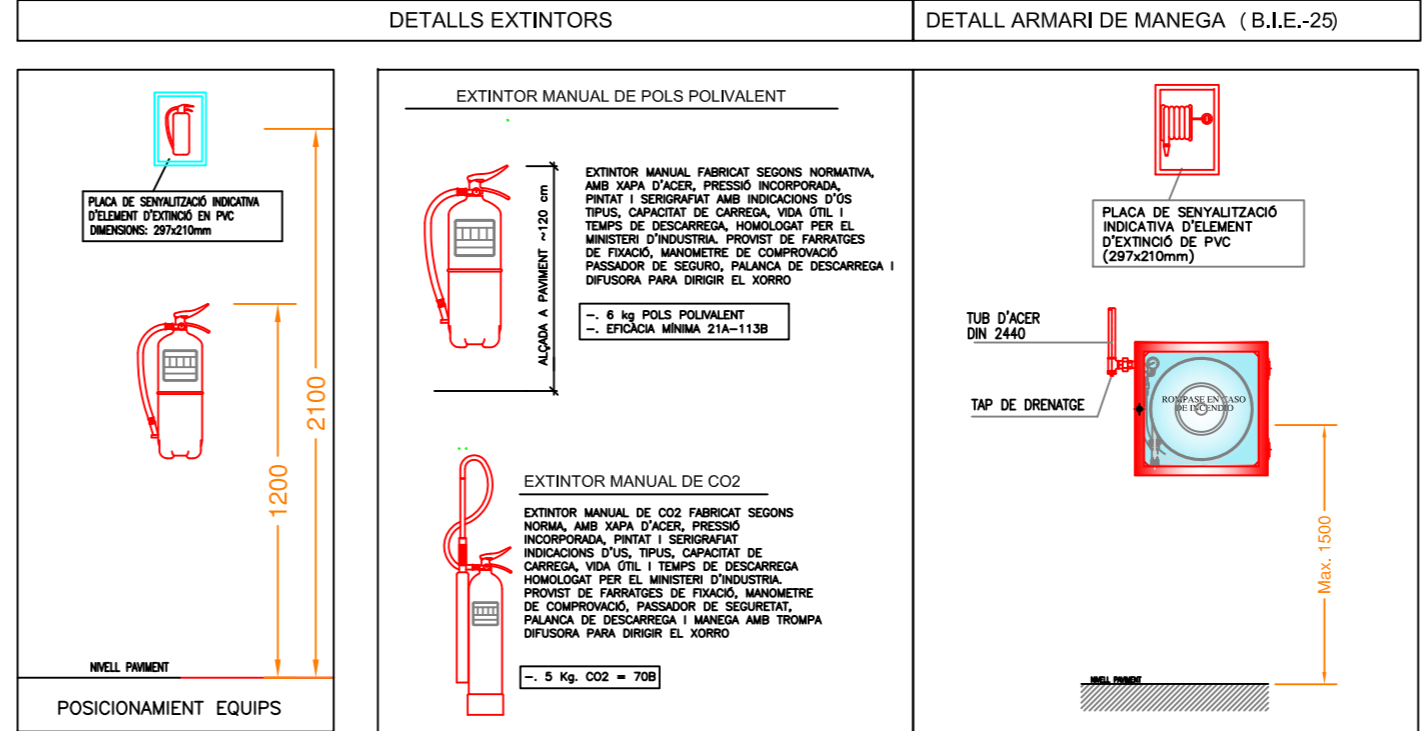 DETALLS EXTINTORS
DETALL ARMARI DE MANEGA ( B.I.E.-25)
PLACA DE SENYALITZACIÓ INDICATIVA
D'ELEMENT D'EXTINCIÓ EN PVC
DIMENSIONS: 297x210mm
1200
2100
NIVELL PAVIMENT
POSICIONAMIENT EQUIPS
EXTINTOR MANUAL DE POLS POLIVALENT
ALÇADA A PAVIMENT ~120 cm
EXTINTOR MANUAL FABRICAT SEGONS NORMATIVA,
AMB XAPA D'ACER, PRESSIÓ INCORPORADA,
PINTAT I SERIGRAFIAT AMB INDICACIONS D'ÚS
TIPUS, CAPACITAT DE CARREGA, VIDA ÚTIL I
TEMPS DE DESCARREGA, HOMOLOGAT PER EL
MINISTERI D'INDUSTRIA. PROVIST DE FARRATGES
DE FIXACIÓ, MANOMETRE DE COMPROVACIÓ
PASSADOR DE SEGURO, PALANCA DE DESCARREGA I
DIFUSORA PARA DIRIGIR EL XORRO
-. 6 kg POLS POLIVALENT
-. EFICÀCIA MÍNIMA 21A-113B
EXTINTOR MANUAL DE CO2
EXTINTOR MANUAL DE CO2 FABRICAT SEGONS
NORMA, AMB XAPA D'ACER, PRESSIÓ
INCORPORADA, PINTAT I SERIGRAFIAT
INDICACIONS D'US, TIPUS, CAPACITAT DE
CARREGA, VIDA ÚTIL I TEMPS DE DESCARREGA
HOMOLOGAT PER EL MINISTERI D'INDUSTRIA.
PROVIST DE FARRATGES DE FIXACIÓ, MANOMETRE
DE COMPROVACIÓ, PASSADOR DE SEGURETAT,
PALANCA DE DESCARREGA I MANEGA AMB TROMPA
DIFUSORA PARA DIRIGIR EL XORRO
-. 5 Kg. CO2 = 70B
PLACA DE SENYALITZACIÓ
INDICATIVA D'ELEMENT
D'EXTINCIÓ DE PVC
(297x210mm)
TUB D'ACER
DIN 2440
TAP DE DRENATGE
ROMPASE EN CASO
DE INCENDIO
Max. 1500
NIVELL PAVIMENT